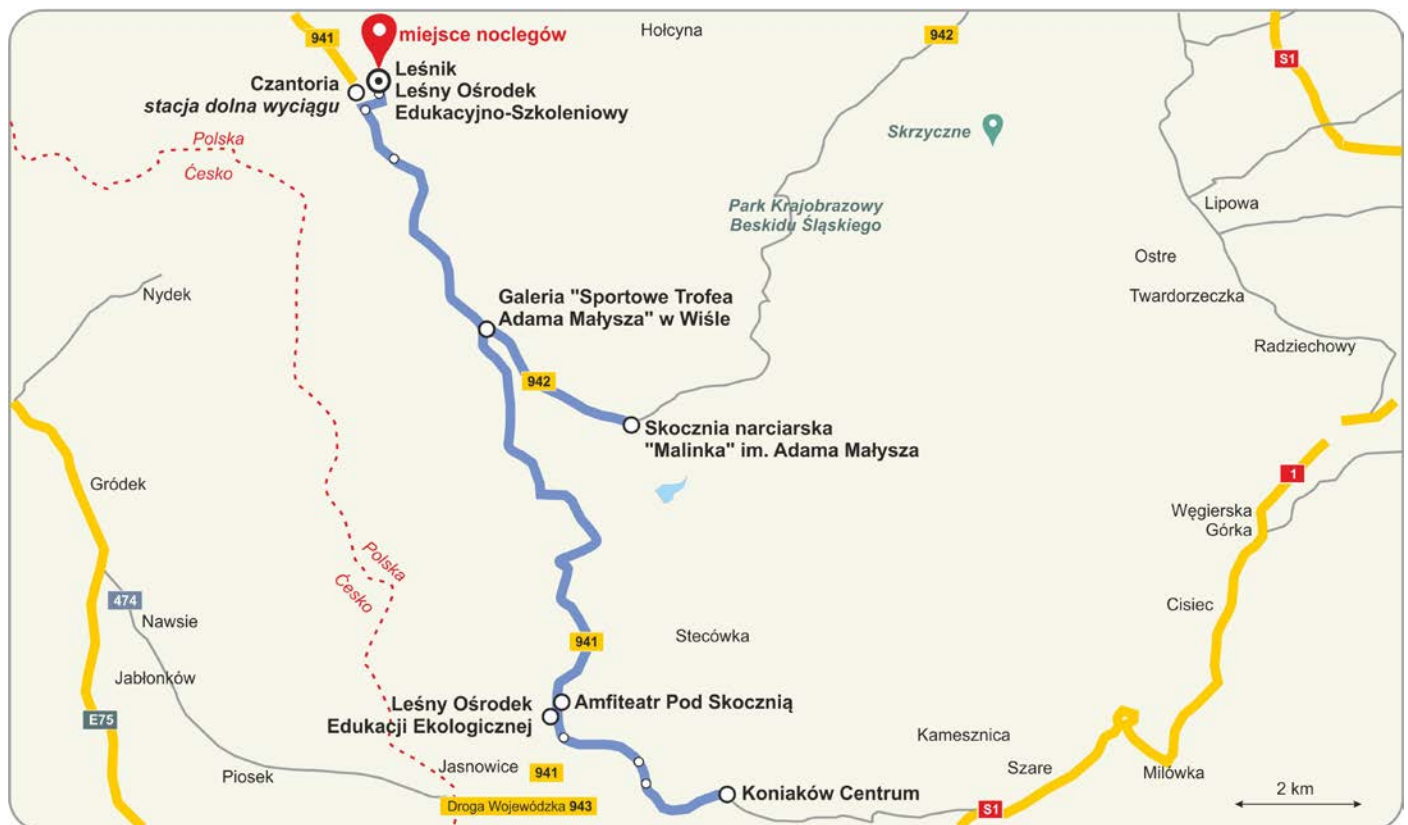 941
miejsce noclegów
Hołcyna
942
S1
Leśnik
Leśny Ośrodek
Edukacyjno-Szkoleniowy
Czantoria
stacja dolna wyciągu
Skrzyczne
Polska
Ćesko
Park Krajobrazowy
Beskidu Śląskiego
Lipowa
Ostre
Twardorzeczka
Nydek
Galeria "Sportowe Trofea
Adama Małysza" w Wiśle
Radziechowy
942
Skocznia narciarska
"Malinka" im. Adama Małysza
Gródek
1
Węgierska
Górka
Polska
Ćesko
474
Nawsie
Cisiec
941
Stecówka
Jabłonków
Leśny Ośrodek
Edukacji Ekologicznej
Amfiteatr Pod Skocznią
E75
Kamesznica
Jasnowice
941
Szare
Milówka
Piosek
Koniaków Centrum
2 km
Droga Wojewódzka 943
S1